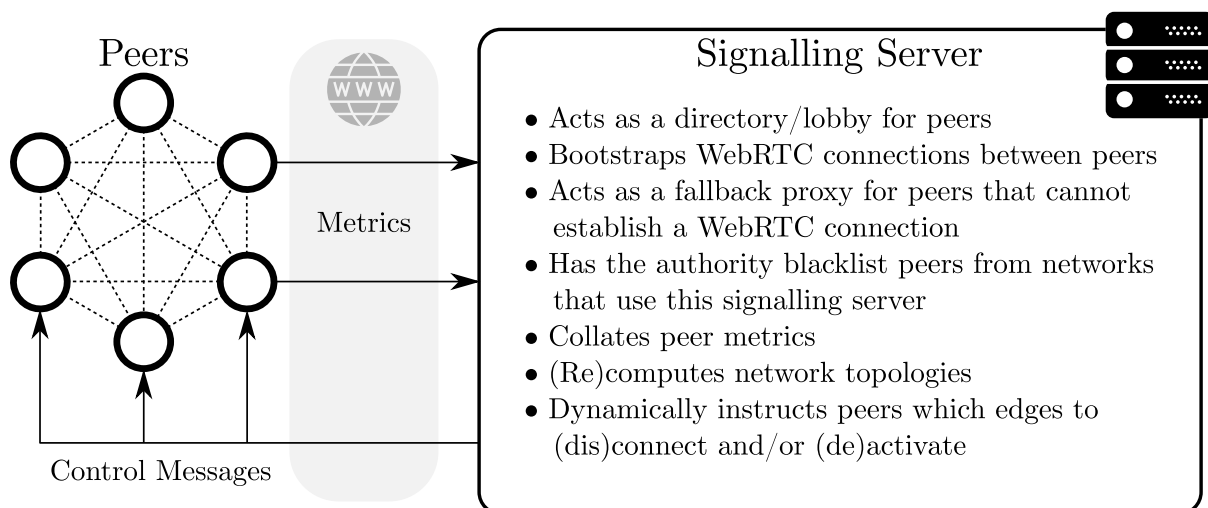 Peers
WWW
Metrics
Control Messages
Signalling Server
• Acts as a directory/lobby for peers
• Bootstraps WebRTC connections between peers
• Acts as a fallback proxy for peers that cannot
establish a WebRTC connection
• Has the authority blacklist peers from networks
that use this signalling server
• Collates peer metrics
• (Re)computes network topologies
• Dynamically instructs peers which edges to
(dis)connect and/or (de)activate